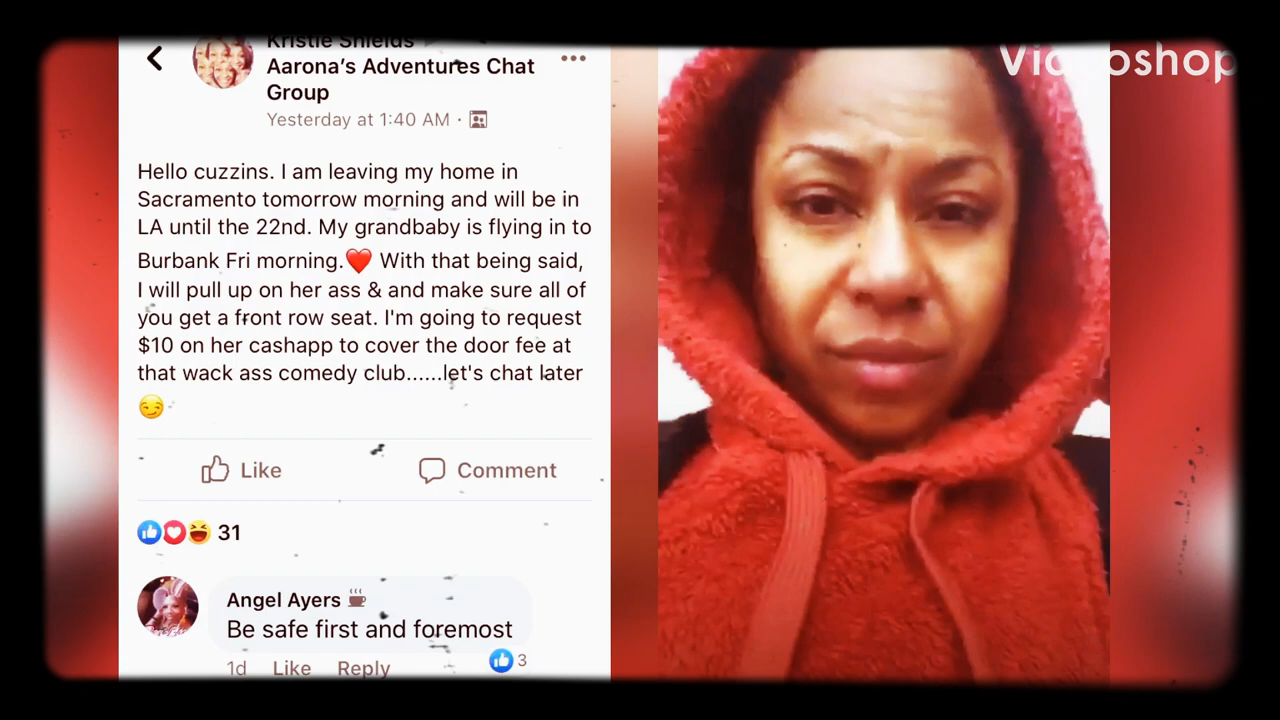 Kristie Shields
Aarona's Adventures Chat
Group
Yesterday at 1:40 AM ·
Hello cuzzins. I am leaving my home in
Sacramento tomorrow morning and will be in
LA until the 22nd. My grandbaby is flying in to
Burbank Fri morning.❤️ With that being said,
I will pull up on her ass & and make sure all of
you get a front row seat. I'm going to request
$10 on her cashapp to cover the door fee at
that wack ass comedy club......let's chat later
😏
Like Comment
31
Angel Ayers ☕
Be safe first and foremost
1d Like Reply 3
Videoshop